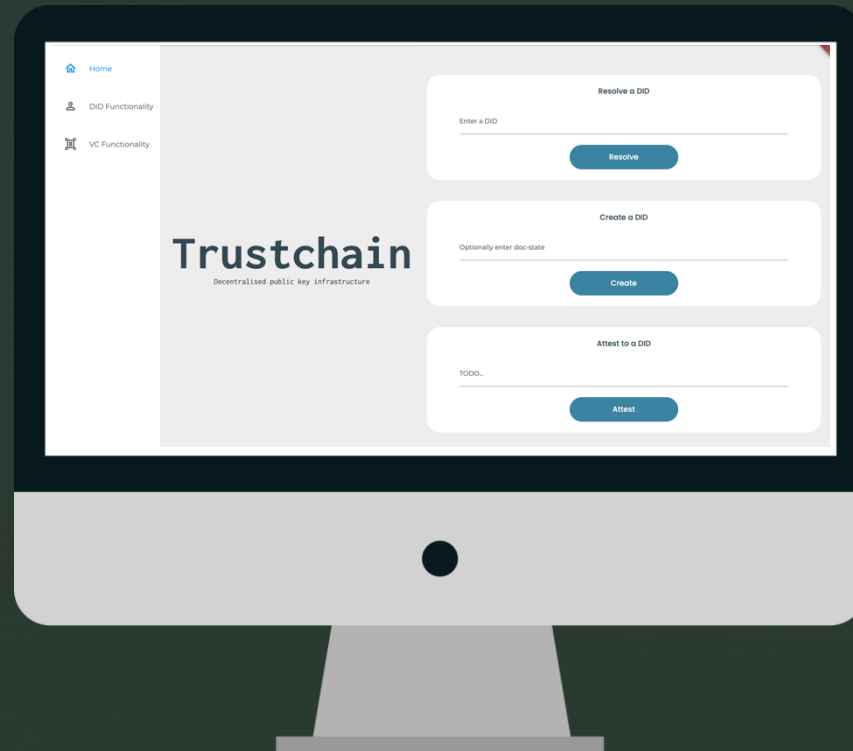 Home
DID Functionality
VC Functionality
Trustchain
Decentralised public key infrastructure
Resolve a DID
Enter a DID
Resolve
Create a DID
Optionally enter doc-state
Create
Attest to a DID
TODO...
Attest